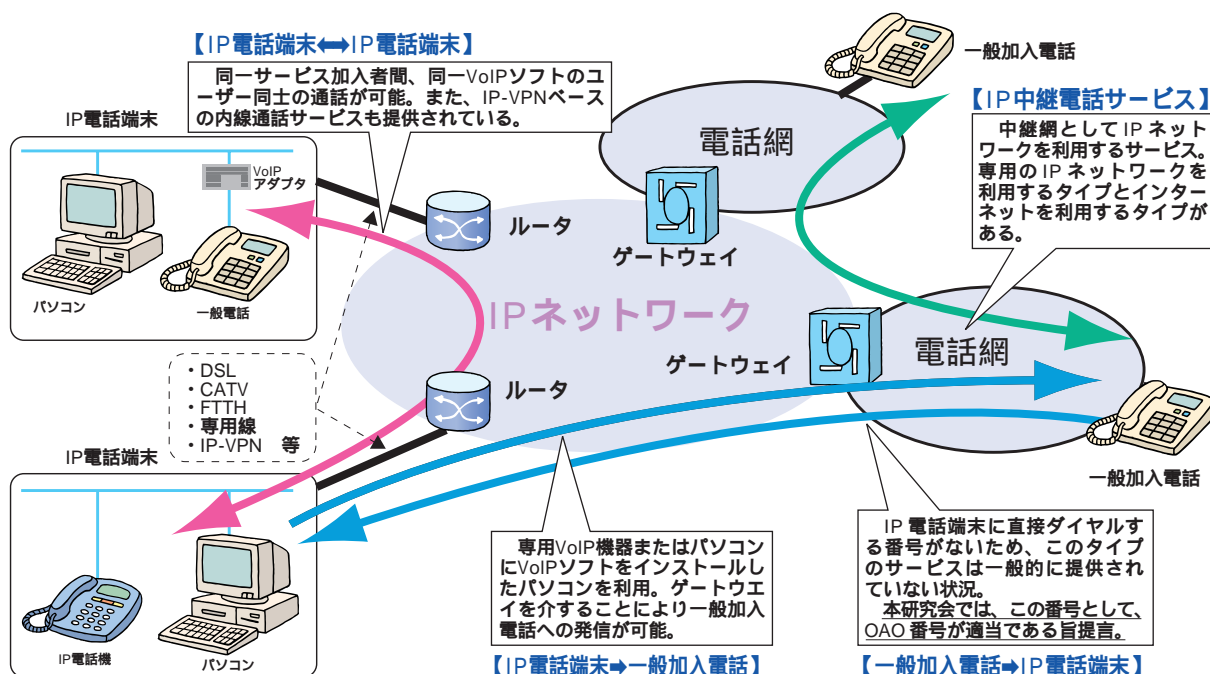 【IP電話端末⟷IP電話端末】
同一サービス加入者間、同一VoIPソフトのユ
ーザー同士の通話が可能。また、IP-VPNベース
の内線通話サービスも提供されている。
一般加入電話
【IP中継電話サービス】
中継網として IP ネット
ワークを利用するサービス。
専用の IP ネットワークを
利用するタイプとインター
ネットを利用するタイプが
ある。
IP電話端末
VoIP
アダプタ
パソコン
一般電話
ルータ
電話網
ゲートウェイ
IPネットワーク
ゲートウェイ
電話網
ルータ
・DSL
・CATV
・FTTH
・専用線
・IP-VPN 等
一般加入電話
IP電話端末
IP電話機
パソコン
専用VoIP機器またはパソコン
にVoIPソフトをインストールし
たパソコンを利用。ゲートウエ
イを介することにより一般加入
電話への発信が可能。
【IP電話端末➡一般加入電話】
IP 電話端末に直接ダイヤルす
る番号がないため、このタイプ
のサービスは一般的に提供され
ていない状況。
本研究会では、この番号として、
OAO 番号が適当である旨提言。
【一般加入電話➡IP電話端末】